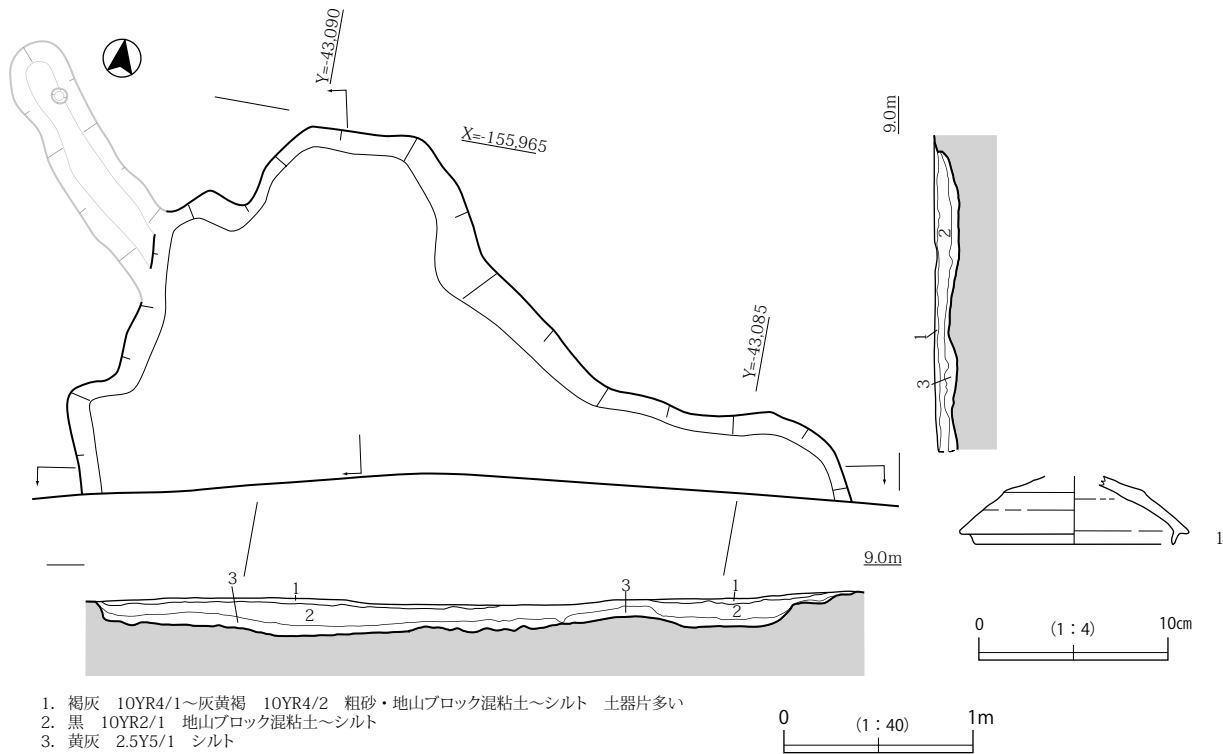 Y=-43,090
X=-155,965
9.0m
2
1
3
Y=-43,085
1
9.0m
3
1
2
3
1
2
0 (1:4) 10㎝
0 (1:40) 1m
1. 褐灰 10YR4/1～灰黄褐 10YR4/2 粗砂・地山ブロック混粘土～シルト 土器片多い
2. 黒 10YR2/1 地山ブロック混粘土～シルト
3. 黄灰 2.5Y5/1 シルト